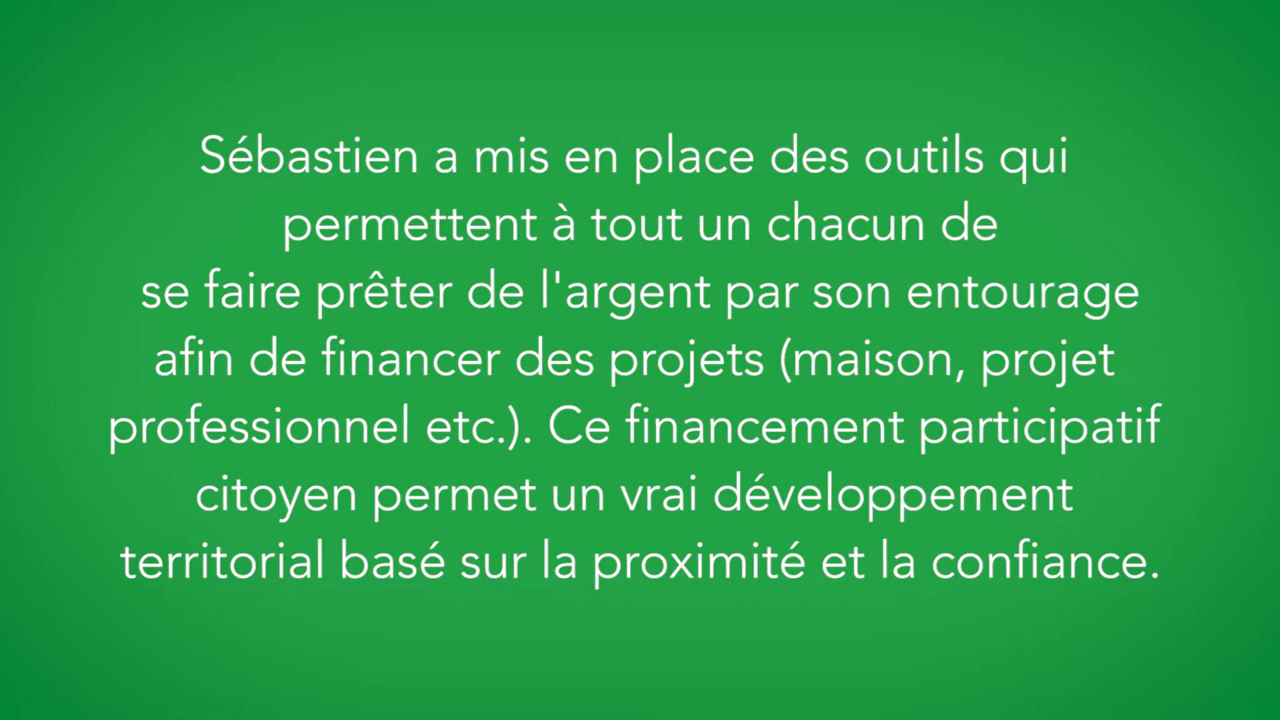 Sébastien a mis en place des outils qui
permettent à tout un chacun de
se faire prêter de l'argent par son entourage
afin de financer des projets (maison, projet
professionnel etc.). Ce financement participatif
citoyen permet un vrai développement
territorial basé sur la proximité et la confiance.